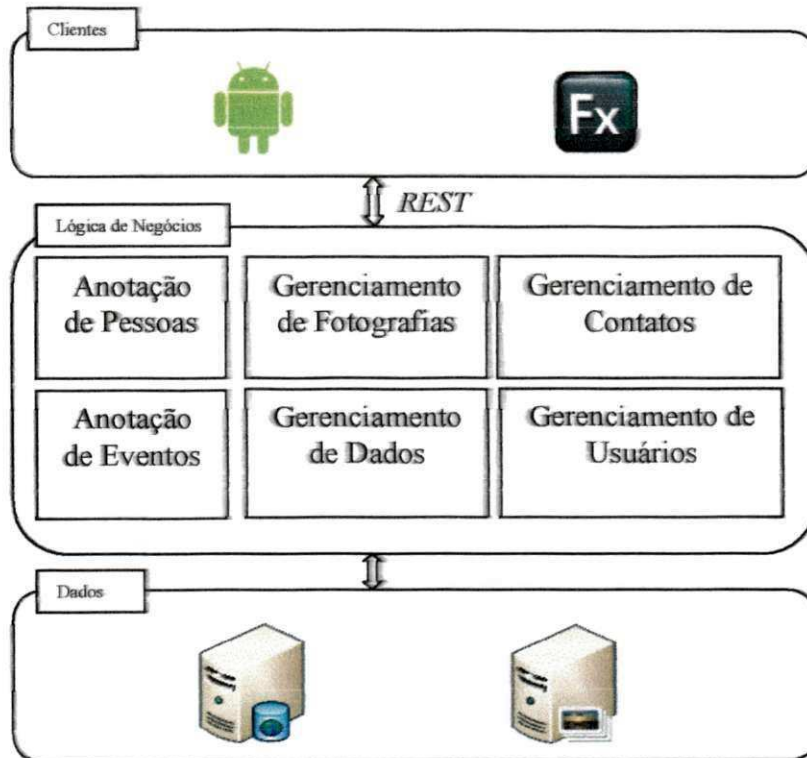 Clientes
Fx
REST
Lógica de Negócios
Anotação
de Pessoas
Gerenciamento
de Fotografias
Gerenciamento de
Contatos
Anotação
de Eventos
Gerenciamento
de Dados
Gerenciamento de
Usuários
Dados